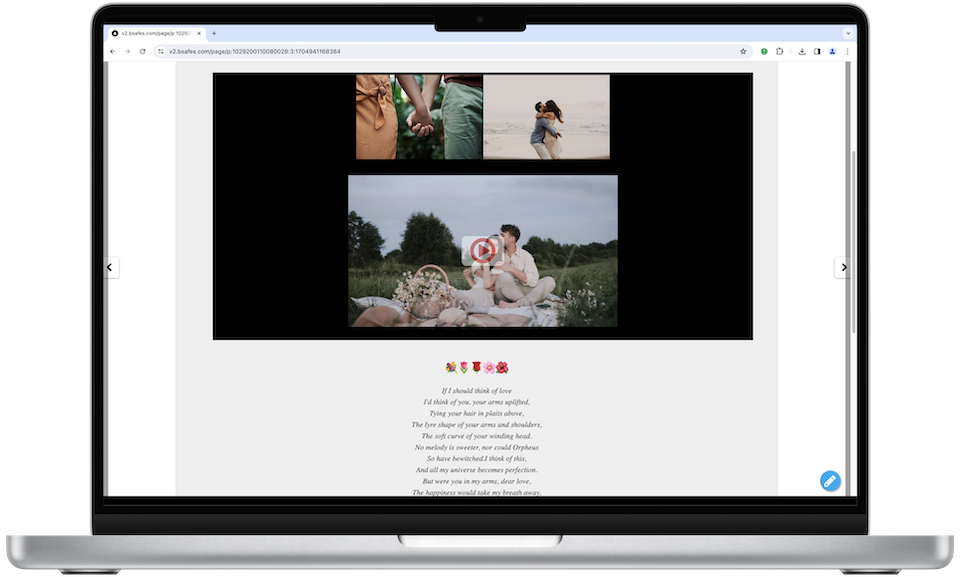 v2.bsafes.com/page/p:1029:
v2.bsafes.com/page/p:1029200110080028:3:1704941168384
💐🌷🌹🌸🌺
If I should think of love
I'd think of you, your arms uplifted,
Tying your hair in plaits above,
The lyre shape of your arms and shoulders,
The soft curve of your winding head.
No melody is sweeter, nor could Orpheus
So have bewitched.I think of this,
And all my universe becomes perfection.
But were you in my arms, dear love,
The happiness would take my breath away,